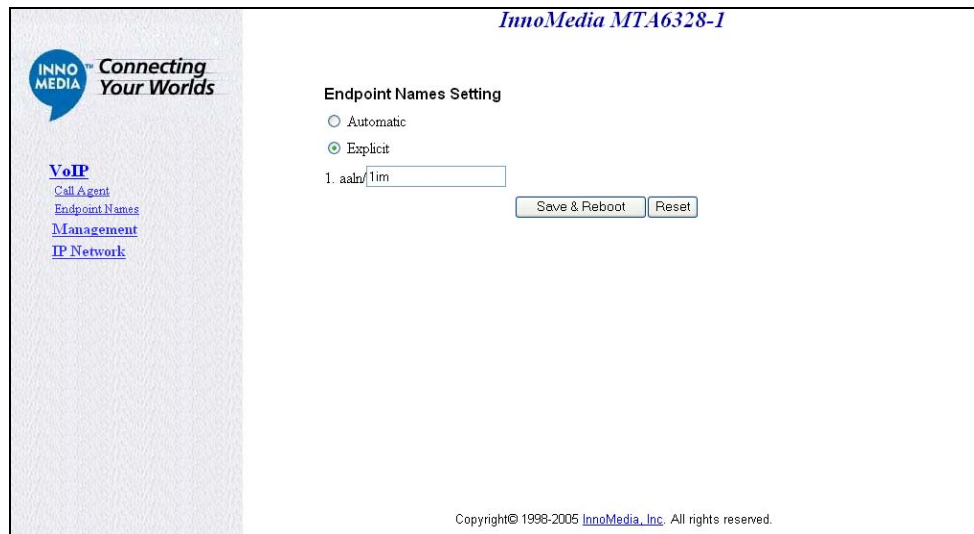 InnoMedia MTA6328-1
INNO MEDIA ™ Connecting
Your Worlds
VoIP
Call Agent
Endpoint Names
Management
IP Network
Endpoint Names Setting
Automatic
Explicit
1. aaln/ 1im
Save & Reboot Reset
Copyright© 1998-2005 InnoMedia, Inc. All rights reserved.